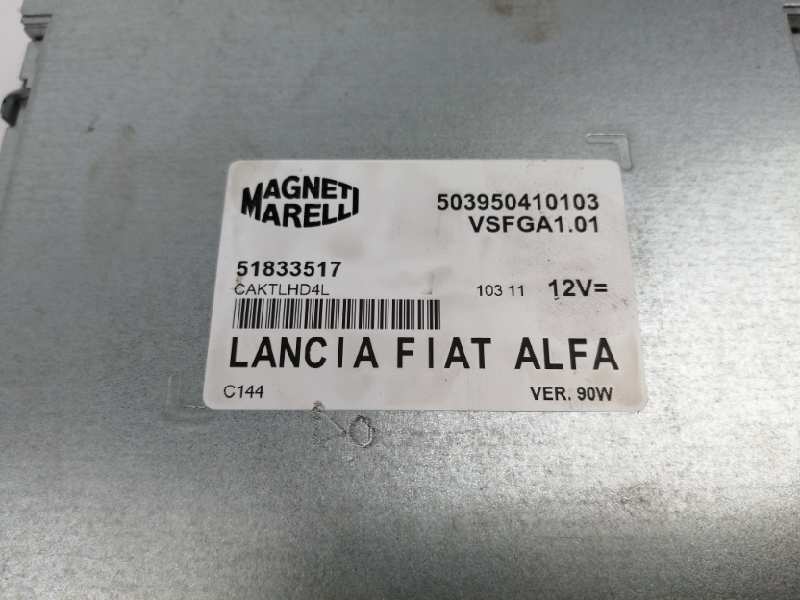 MAGNETI
MARELLI
503950410103
VSFGA1.01
51833517
CAKTLHD4L
103 11 12V=
LANCIA FIAT ALFA
C144
VER. 90W